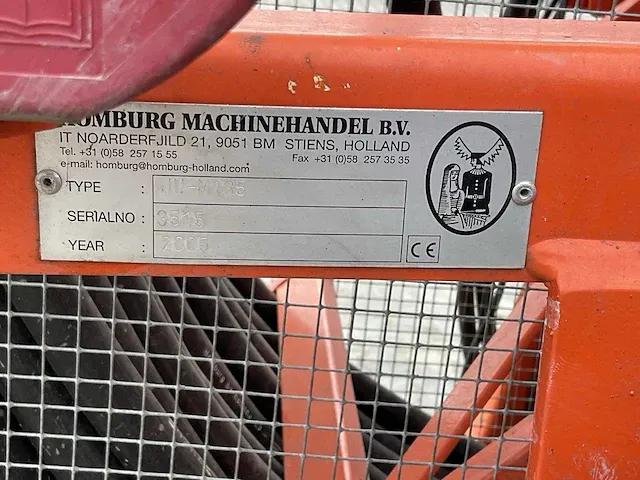 HOMBURG MACHINEHANDEL B.V.
IT NOARDERFJILD 21, 9051 BM STIENS, HOLLAND
Tel. +31 (0)58 257 15 55 Fax +31 (0)58 257 35 35
e-mail: homburg@homburg-holland.com
TYPE :
SERIALNO :
YEAR : CE